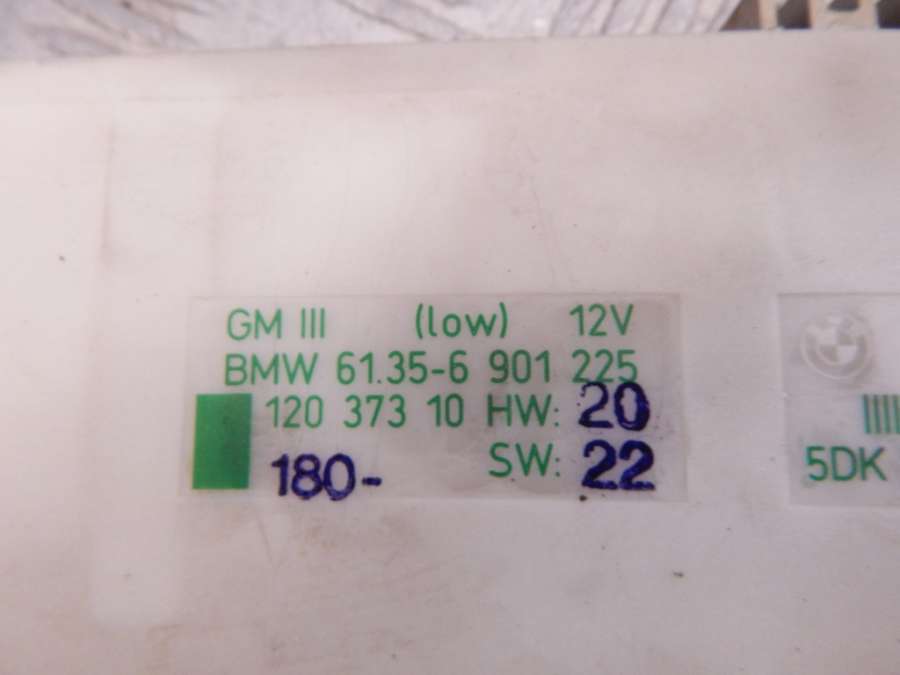 GM III (low) 12V
BMW 61.35-6 901 225
120 373 10 HW: 20
SW: 22
180-
5DK